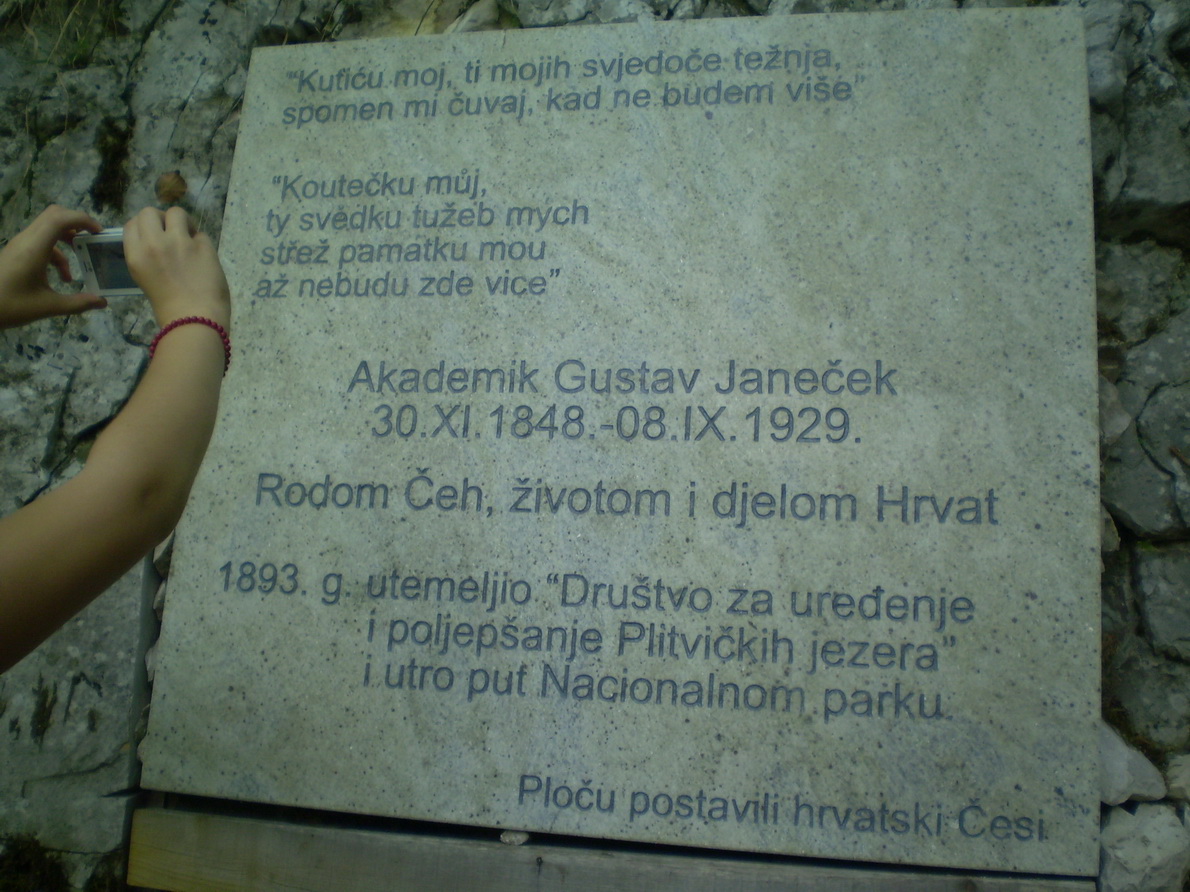 “Kutiću moj, ti mojih svjedoče težnja,
spomen mi čuvaj, kad ne budem više”
“Koutečku můj,
ty svědku tužeb mych
střež pamatku mou
až nebudu zde vice”
Akademik Gustav Janeček
30.XI.1848.-08.IX.1929.
Rodom Čeh, životom i djelom Hrvat
1893. g. utemeljio “Društvo za uređenje
i poljepšanje Plitvičkih jezera”
i utro put Nacionalnom parku.
Ploču postavili hrvatski Česi.